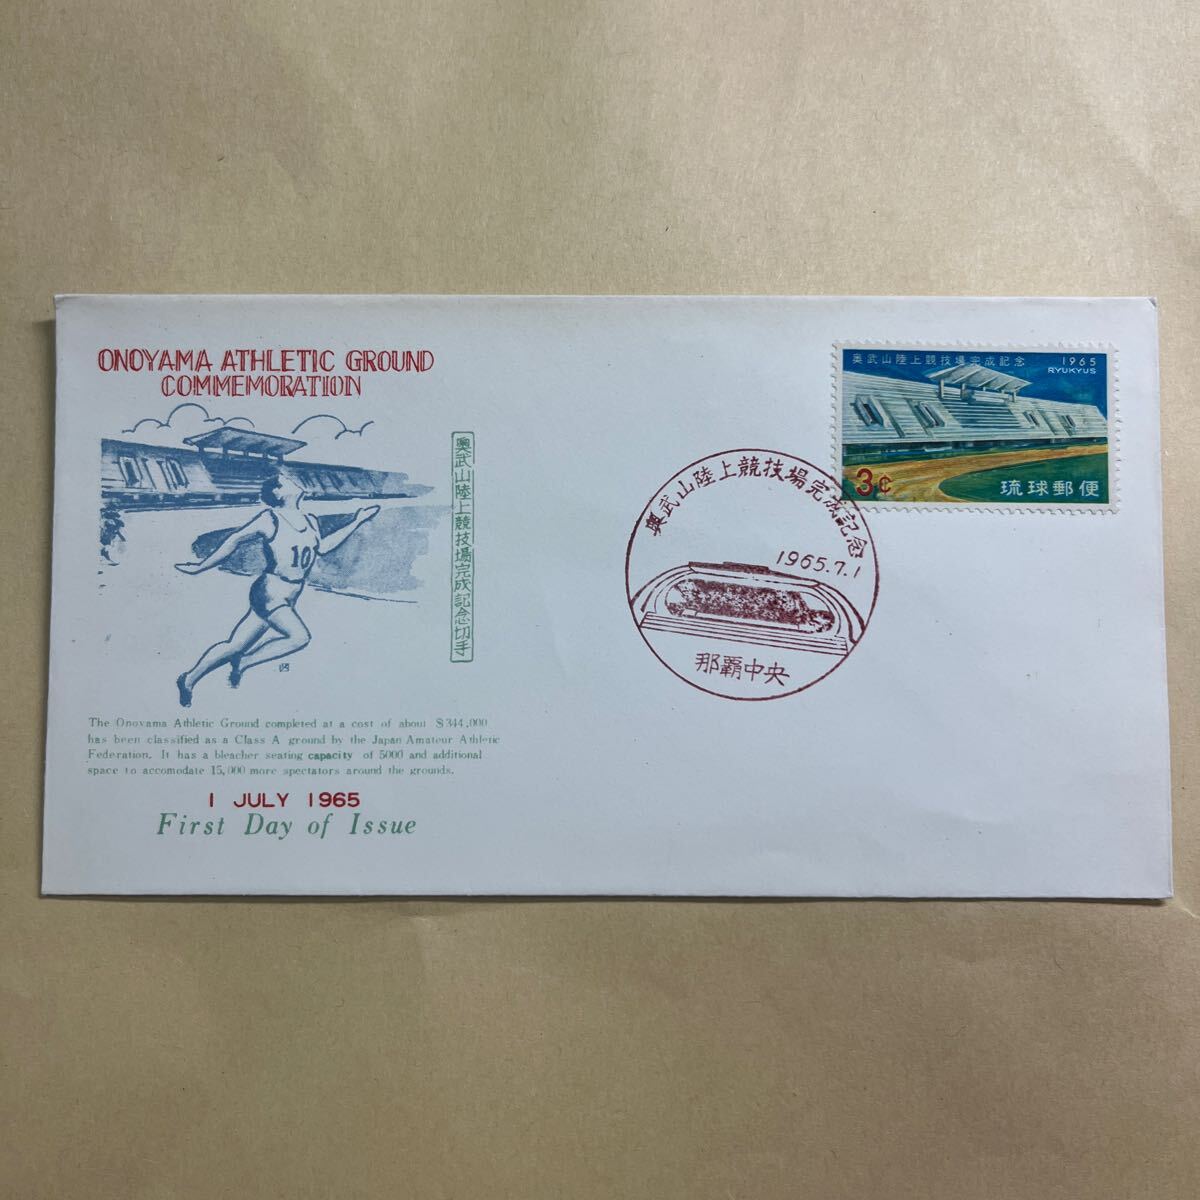 ONOYAMA ATHLETIC GROUND
COMMEMORATION
奥武山陸上競技場完成記念切手
10
The Onoyama Athletic Ground completed at a cost of about $344,000
has been classified as a Class A ground by the Japan Amateur Athletic
Federation. It has a bleacher seating capacity of 5000 and additional
space to accomodate 15,000 more spectators around the grounds.
1 JULY 1965
First Day of Issue
奥武山陸上競技場完成記念
1965.7.1
那覇中央
奥武山陸上競技場完成記念 1965
RYUKYUS
3¢
琉球郵便